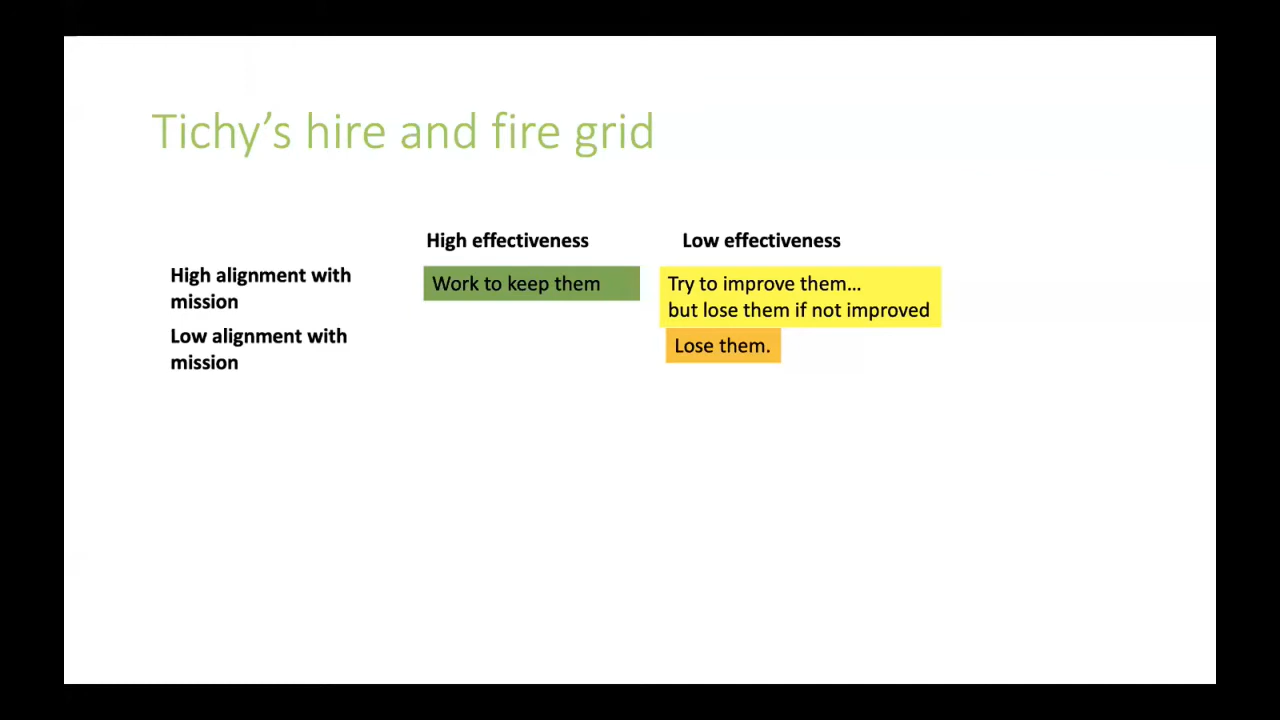 Tichy’s hire and fire grid
High effectiveness
Low effectiveness
High alignment with
mission
Work to keep them
Try to improve them...
but lose them if not improved
Low alignment with
mission
Lose them.